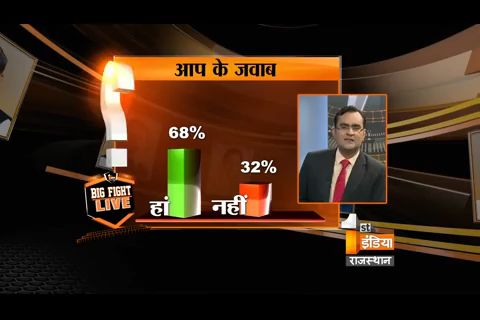 आप के जवाब
68%
32%
BIG FIGHT
LIVE
हां
नहीं
1st
इंडिया
राजस्थान